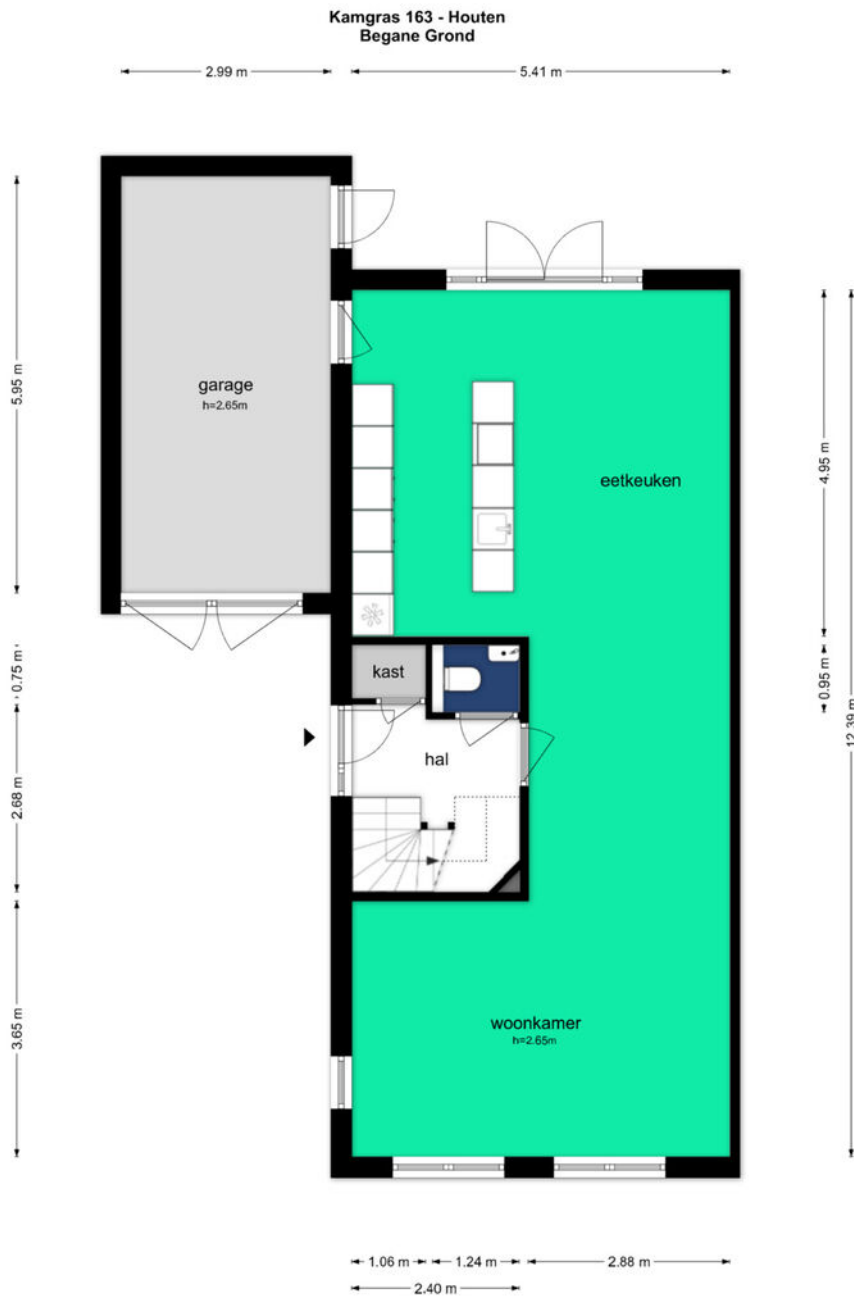 Kamgras 163 - Houten
Begane Grond
2.99 m
5.41 m
5.95 m
garage
h=2.65m
eetkeuken
4.95 m
kast
0.75 m
0.95 m
12.39 m
hal
2.68 m
woonkamer
h=2.65m
3.65 m
1.06 m
1.24 m
2.88 m
2.40 m